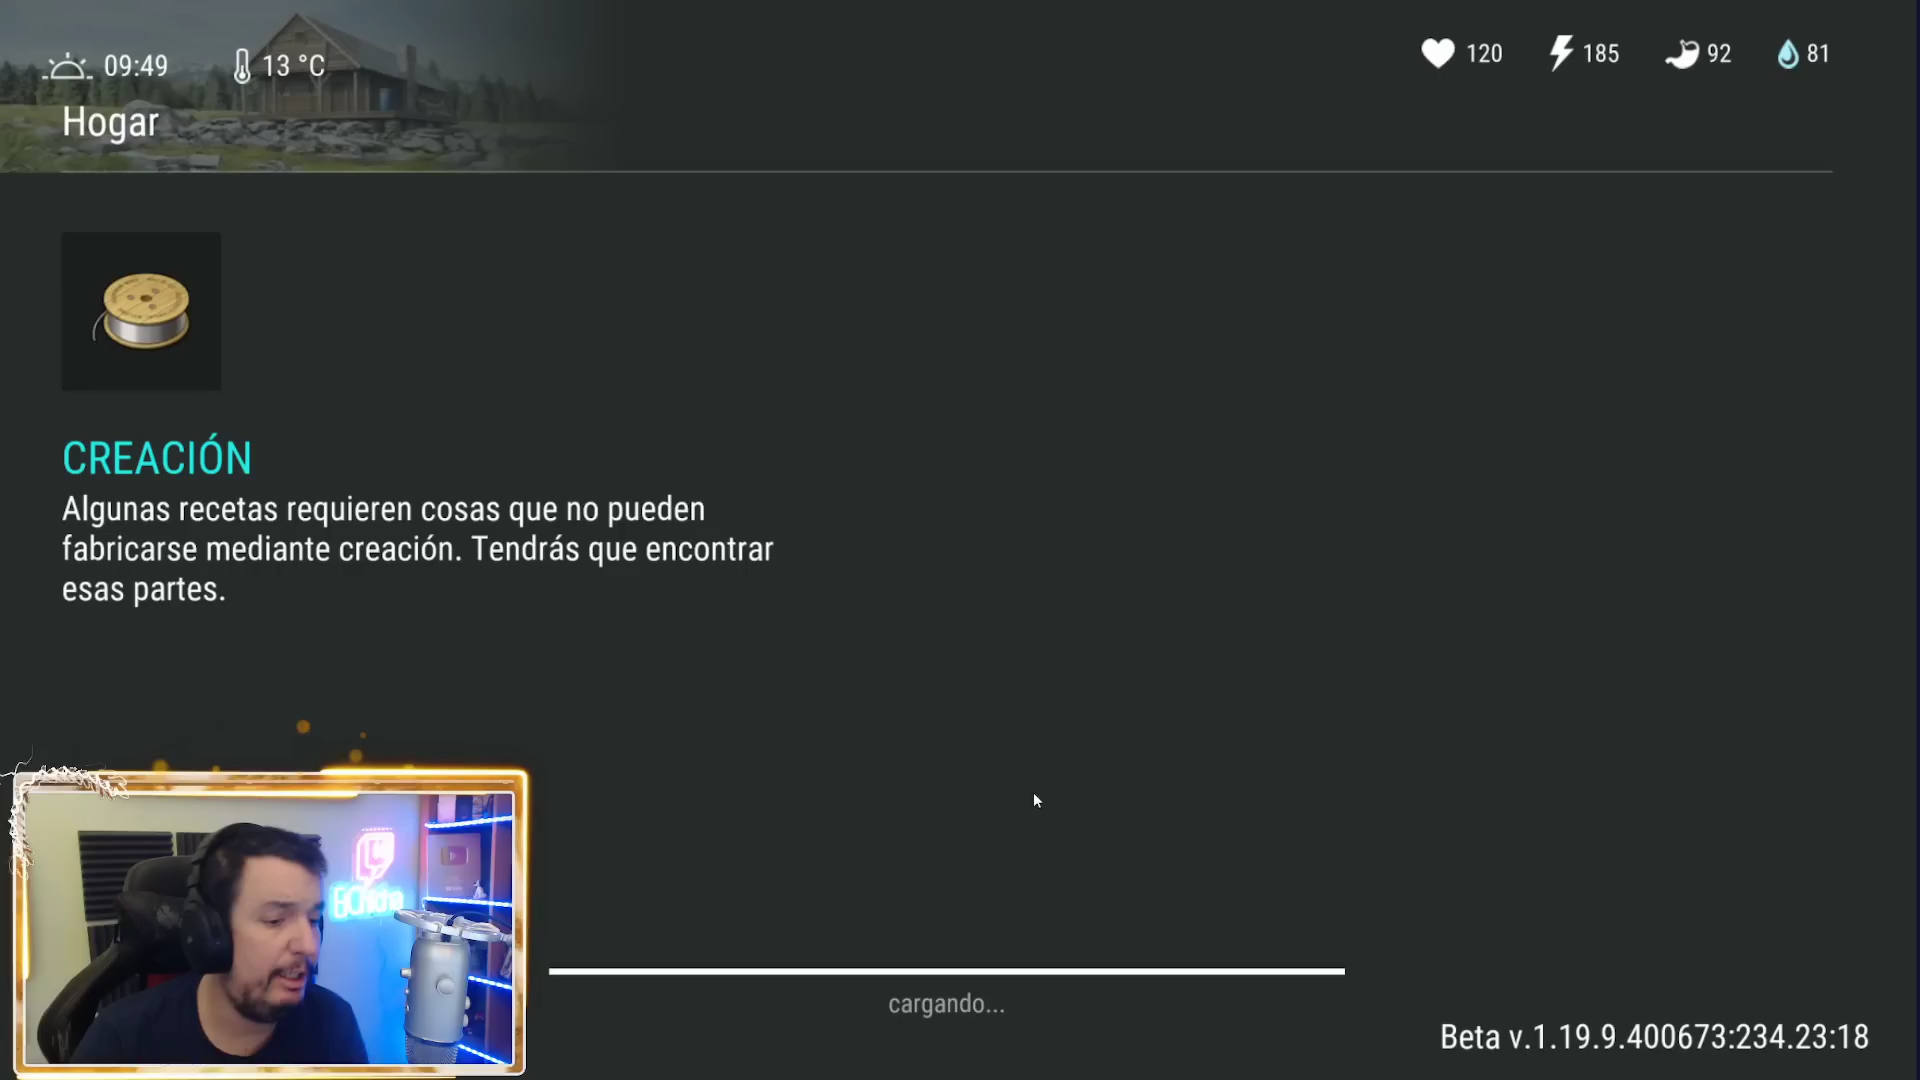 09:49
13 °C
120
185
92
81
Hogar
CREACIÓN
Algunas recetas requieren cosas que no pueden
fabricarse mediante creación. Tendrás que encontrar
esas partes.
cargando...
Beta v.1.19.9.400673:234.23:18